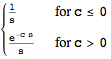 { 1/s for c ≤ 0
e^(-c s)/s for c > 0